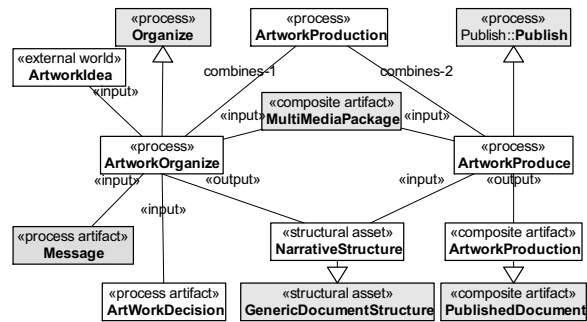 «process»
Organize
«process»
ArtworkProduction
«process»
Publish::Publish
«external world»
ArtworkIdea
«input»
combines-1
combines-2
«composite artifact»
MultiMediaPackage
«input»
«input»
«process»
ArtworkOrganize
«process»
ArtworkProduce
«input»
«output»
«input»
«output»
«input»
«process artifact»
Message
«structural asset»
NarrativeStructure
«composite artifact»
ArtworkProduction
«process artifact»
ArtWorkDecision
«structural asset»
GenericDocumentStructure
«composite artifact»
PublishedDocument